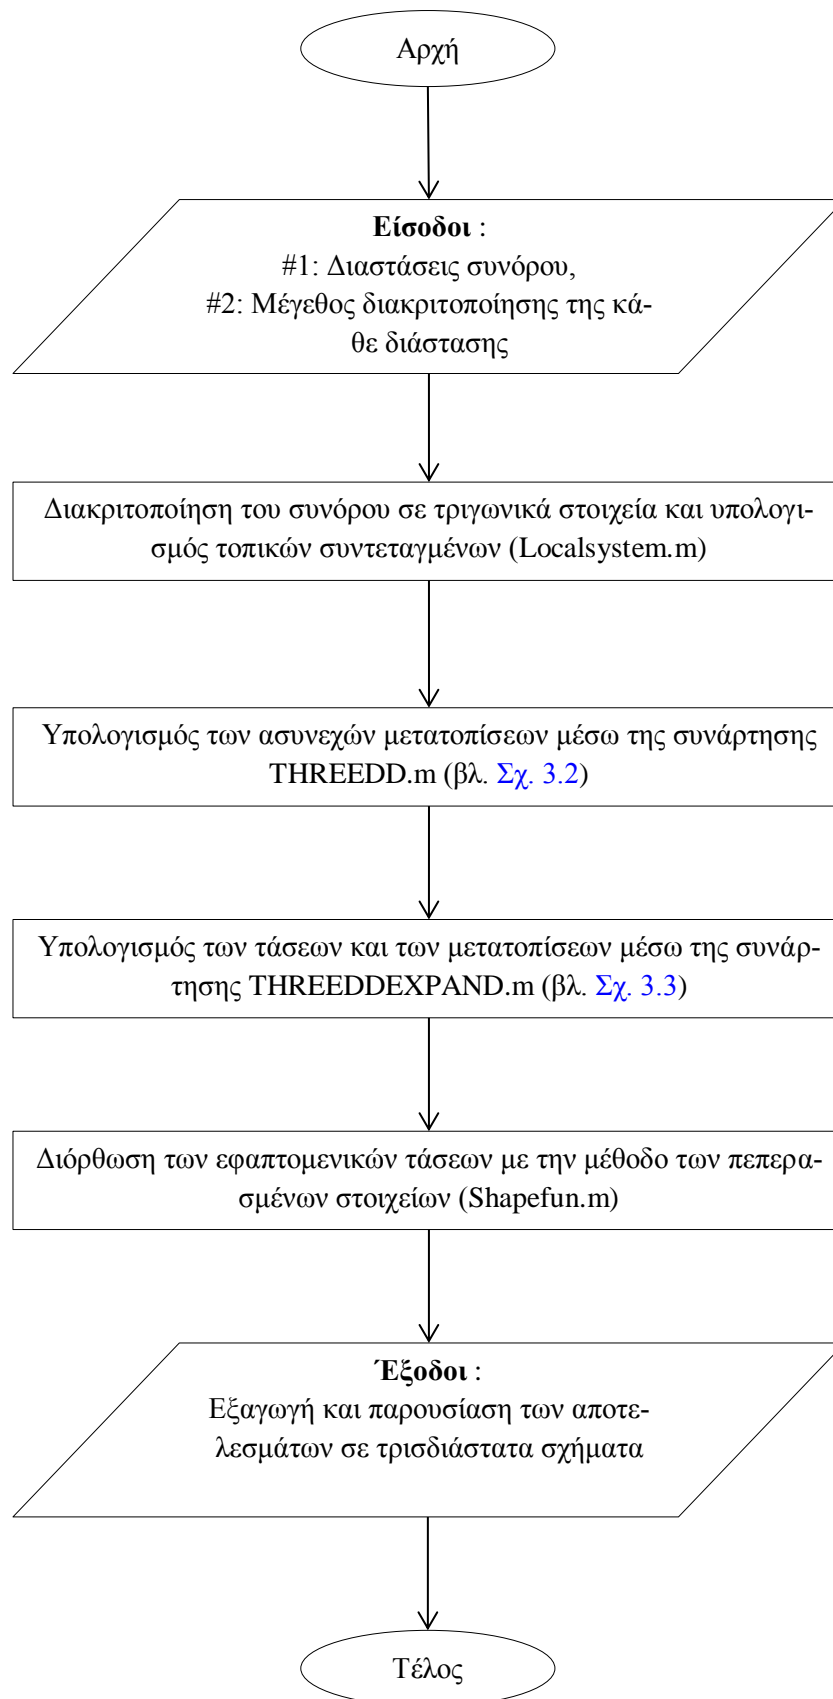 Αρχή
Είσοδοι :
#1: Διαστάσεις συνόρου,
#2: Μέγεθος διακριτοποίησης της κά-
θε διάστασης
Διακριτοποίηση του συνόρου σε τριγωνικά στοιχεία και υπολογι-
σμός τοπικών συντεταγμένων (Localsystem.m)
Υπολογισμός των ασυνεχών μετατοπίσεων μέσω της συνάρτησης
THREEDD.m (βλ. Σχ. 3.2)
Υπολογισμός των τάσεων και των μετατοπίσεων μέσω της συνάρ-
τησης THREEDDEXPAND.m (βλ. Σχ. 3.3)
Διόρθωση των εφαπτομενικών τάσεων με την μέθοδο των πεπερα-
σμένων στοιχείων (Shapefun.m)
Έξοδοι :
Εξαγωγή και παρουσίαση των αποτε-
λεσμάτων σε τρισδιάστατα σχήματα
Τέλος